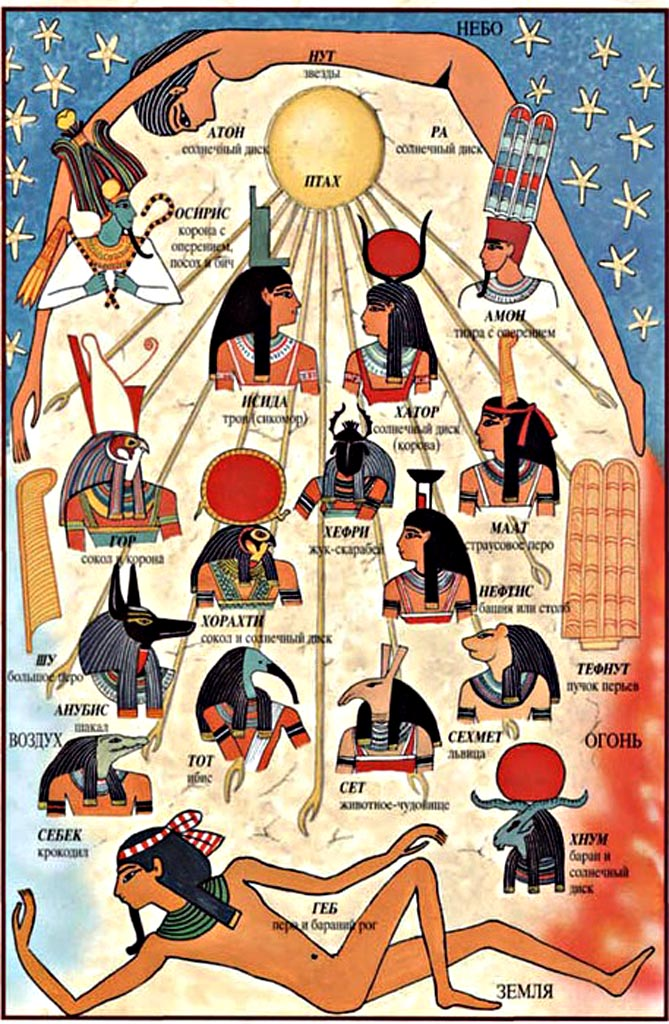 НЕБО
НУТ
звезды
АТОН
солнечный диск
РА
солнечный диск
ПТАХ
ОСИРИС
корона с
оперением,
посох и бич
АМОН
тиара с оперением
ИСИДА
трон (сикомор)
ХАТОР
солнечный диск
(корова)
ГОР
сокол и корона
ХЕФРИ
жук-скарабей
МААТ
страусовое перо
ХОРАХТИ
сокол и солнечный диск
НЕФТИС
башня или столб
ШУ
большое перо
ТЕФНУТ
пучок перьев
АНУБИС
шакал
ВОЗДУХ
ОГОНЬ
ТОТ
ибис
СЕХМЕТ
львица
СЕТ
животное-чудовище
СЕБЕК
крокодил
ХНУМ
баран и
солнечный
диск
ГЕБ
перо и бараний рог
ЗЕМЛЯ